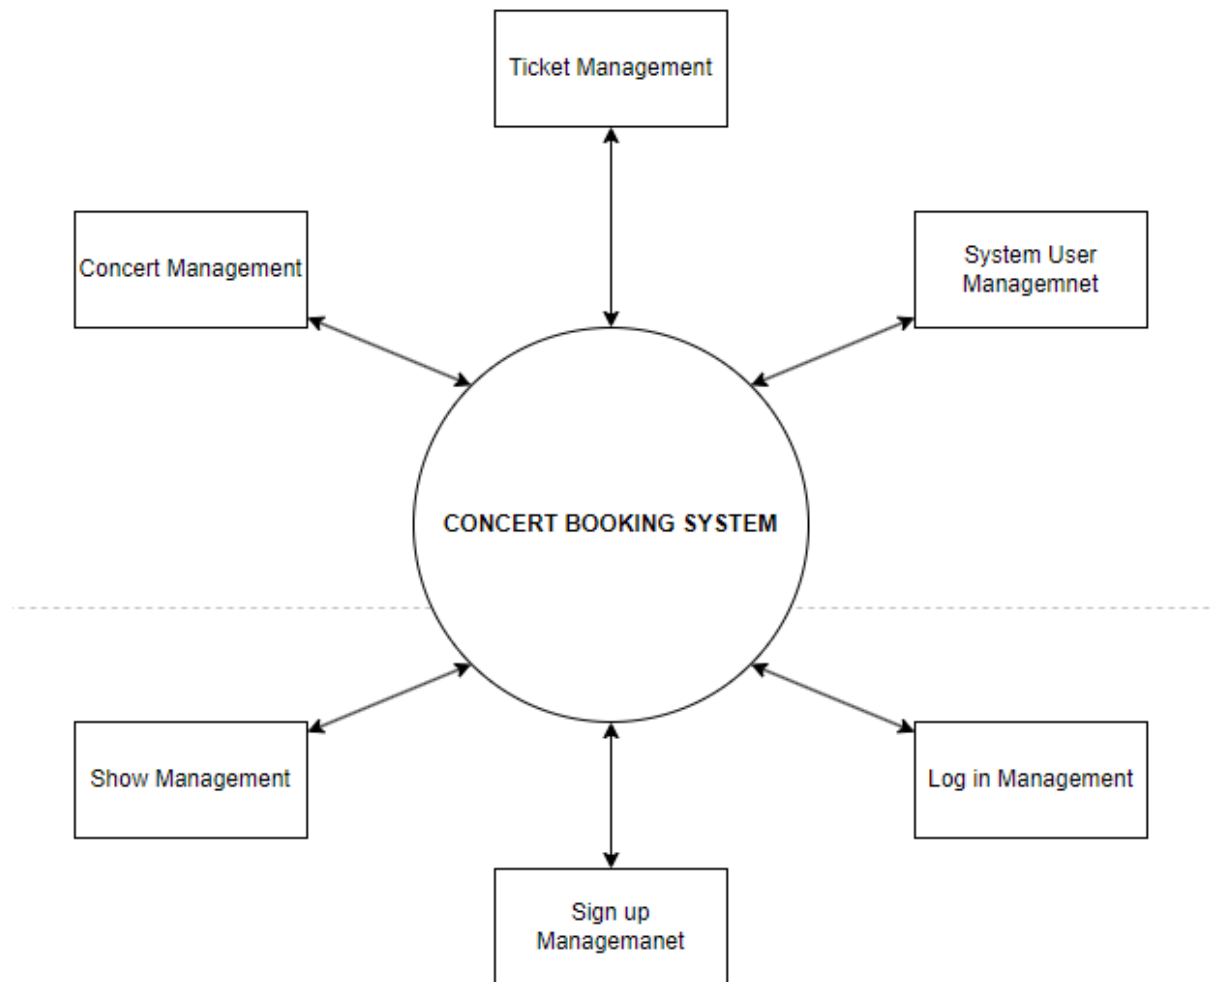 Ticket Management
Concert Management
System User
Managemnet
CONCERT BOOKING SYSTEM
Show Management
Log in Management
Sign up
Managemanet